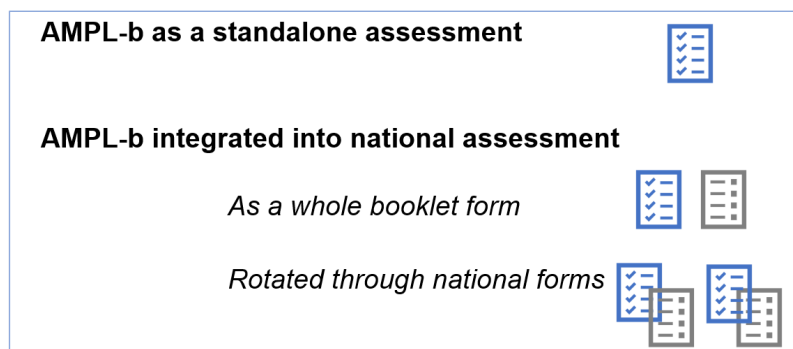 AMPL-b as a standalone assessment
AMPL-b integrated into national assessment
As a whole booklet form
Rotated through national forms